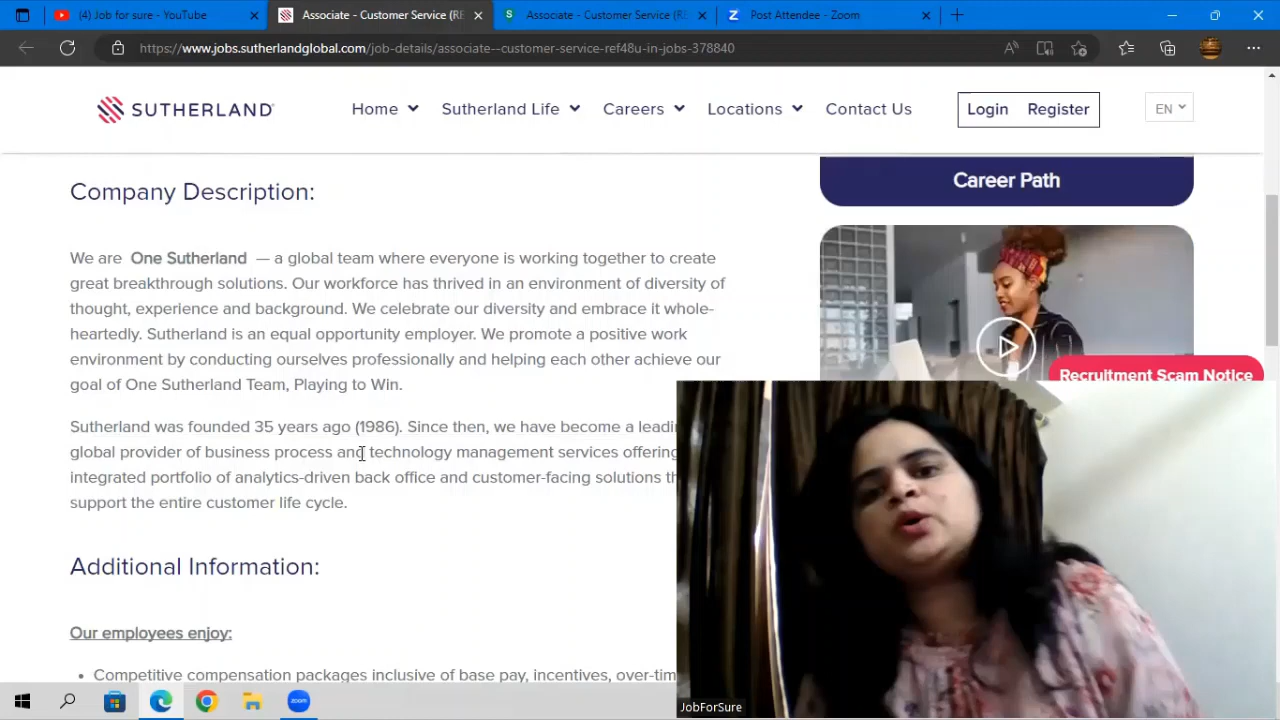 (4) Job for sure - YouTube
Associate - Customer Service (RE
Associate - Customer Service (RE
Post Attendee - Zoom
https://www.jobs.sutherlandglobal.com/job-details/associate--customer-service-ref48u-in-jobs-378840
SUTHERLAND
Home
Sutherland Life
Careers
Locations
Contact Us
Login
Register
EN
Company Description:
Career Path
We are One Sutherland — a global team where everyone is working together to create
great breakthrough solutions. Our workforce has thrived in an environment of diversity of
thought, experience and background. We celebrate our diversity and embrace it whole-
heartedly. Sutherland is an equal opportunity employer. We promote a positive work
environment by conducting ourselves professionally and helping each other achieve our
goal of One Sutherland Team, Playing to Win.
Recruitment Scam Notice
Sutherland was founded 35 years ago (1986). Since then, we have become a leadi
global provider of business process and technology management services offering
integrated portfolio of analytics-driven back office and customer-facing solutions th
support the entire customer life cycle.
Additional Information:
Our employees enjoy:
• Competitive compensation packages inclusive of base pay, incentives, over-tim
JobForSure
zoom